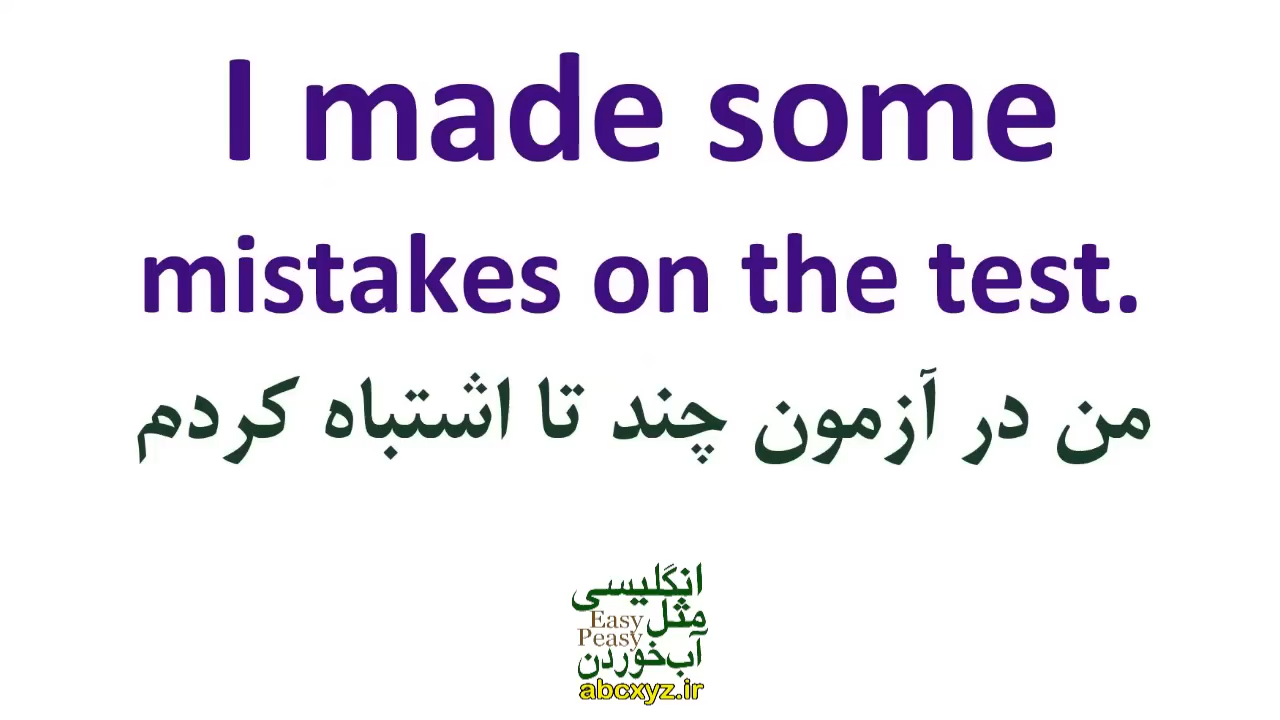 I made some
mistakes on the test.
من در آزمون چند تا اشتباه کردم
انگلیسی
مثل
Easy
Peasy
آب‌خوردن
abcxyz.ir